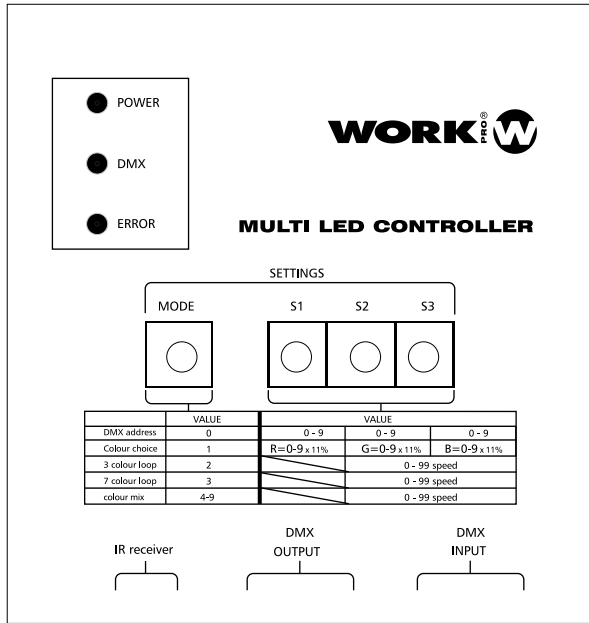 POWER
DMX
ERROR
WORK PRO® W
MULTI LED CONTROLLER
SETTINGS
MODE S1 S2 S3
VALUE VALUE
DMX address 0 0 - 9 0 - 9 0 - 9
Colour choice 1 R=0-9 x 11% G=0-9 x 11% B=0-9 x 11%
3 colour loop 2 0 - 99 speed
7 colour loop 3 0 - 99 speed
colour mix 4-9 0 - 99 speed
IR receiver
DMX
OUTPUT
DMX
INPUT